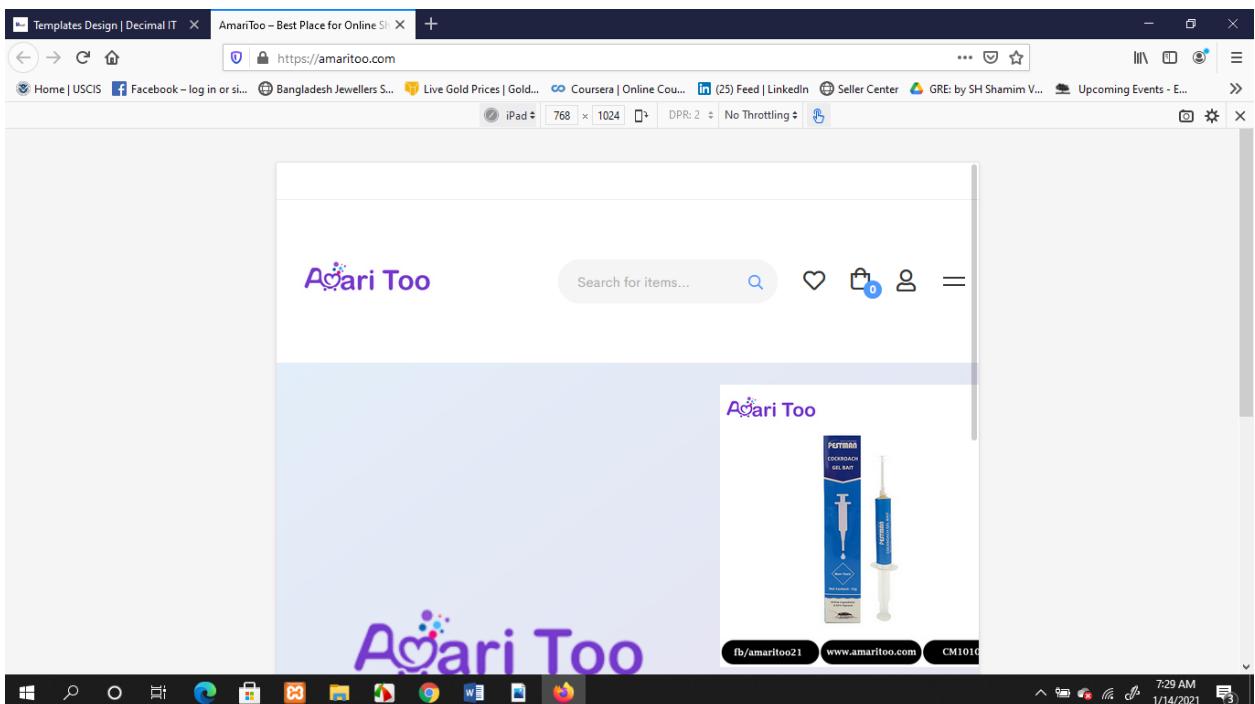 Templates Design | Decimal IT
AmariToo – Best Place for Online Sh
https://amaritoo.com
Home | USCIS
Facebook – log in or si...
Bangladesh Jewellers S...
Live Gold Prices | Gold...
Coursera | Online Cou...
(25) Feed | LinkedIn
Seller Center
GRE: by SH Shamim V...
Upcoming Events - E...
iPad
768 × 1024
DPR: 2
No Throttling
Amari Too
Search for items...
0
Amari Too
PESTMAN
COCKROACH
GEL BAIT
PESTMAN
fb/amaritoo21
www.amaritoo.com
CM1010
Amari Too
7:29 AM
1/14/2021
3